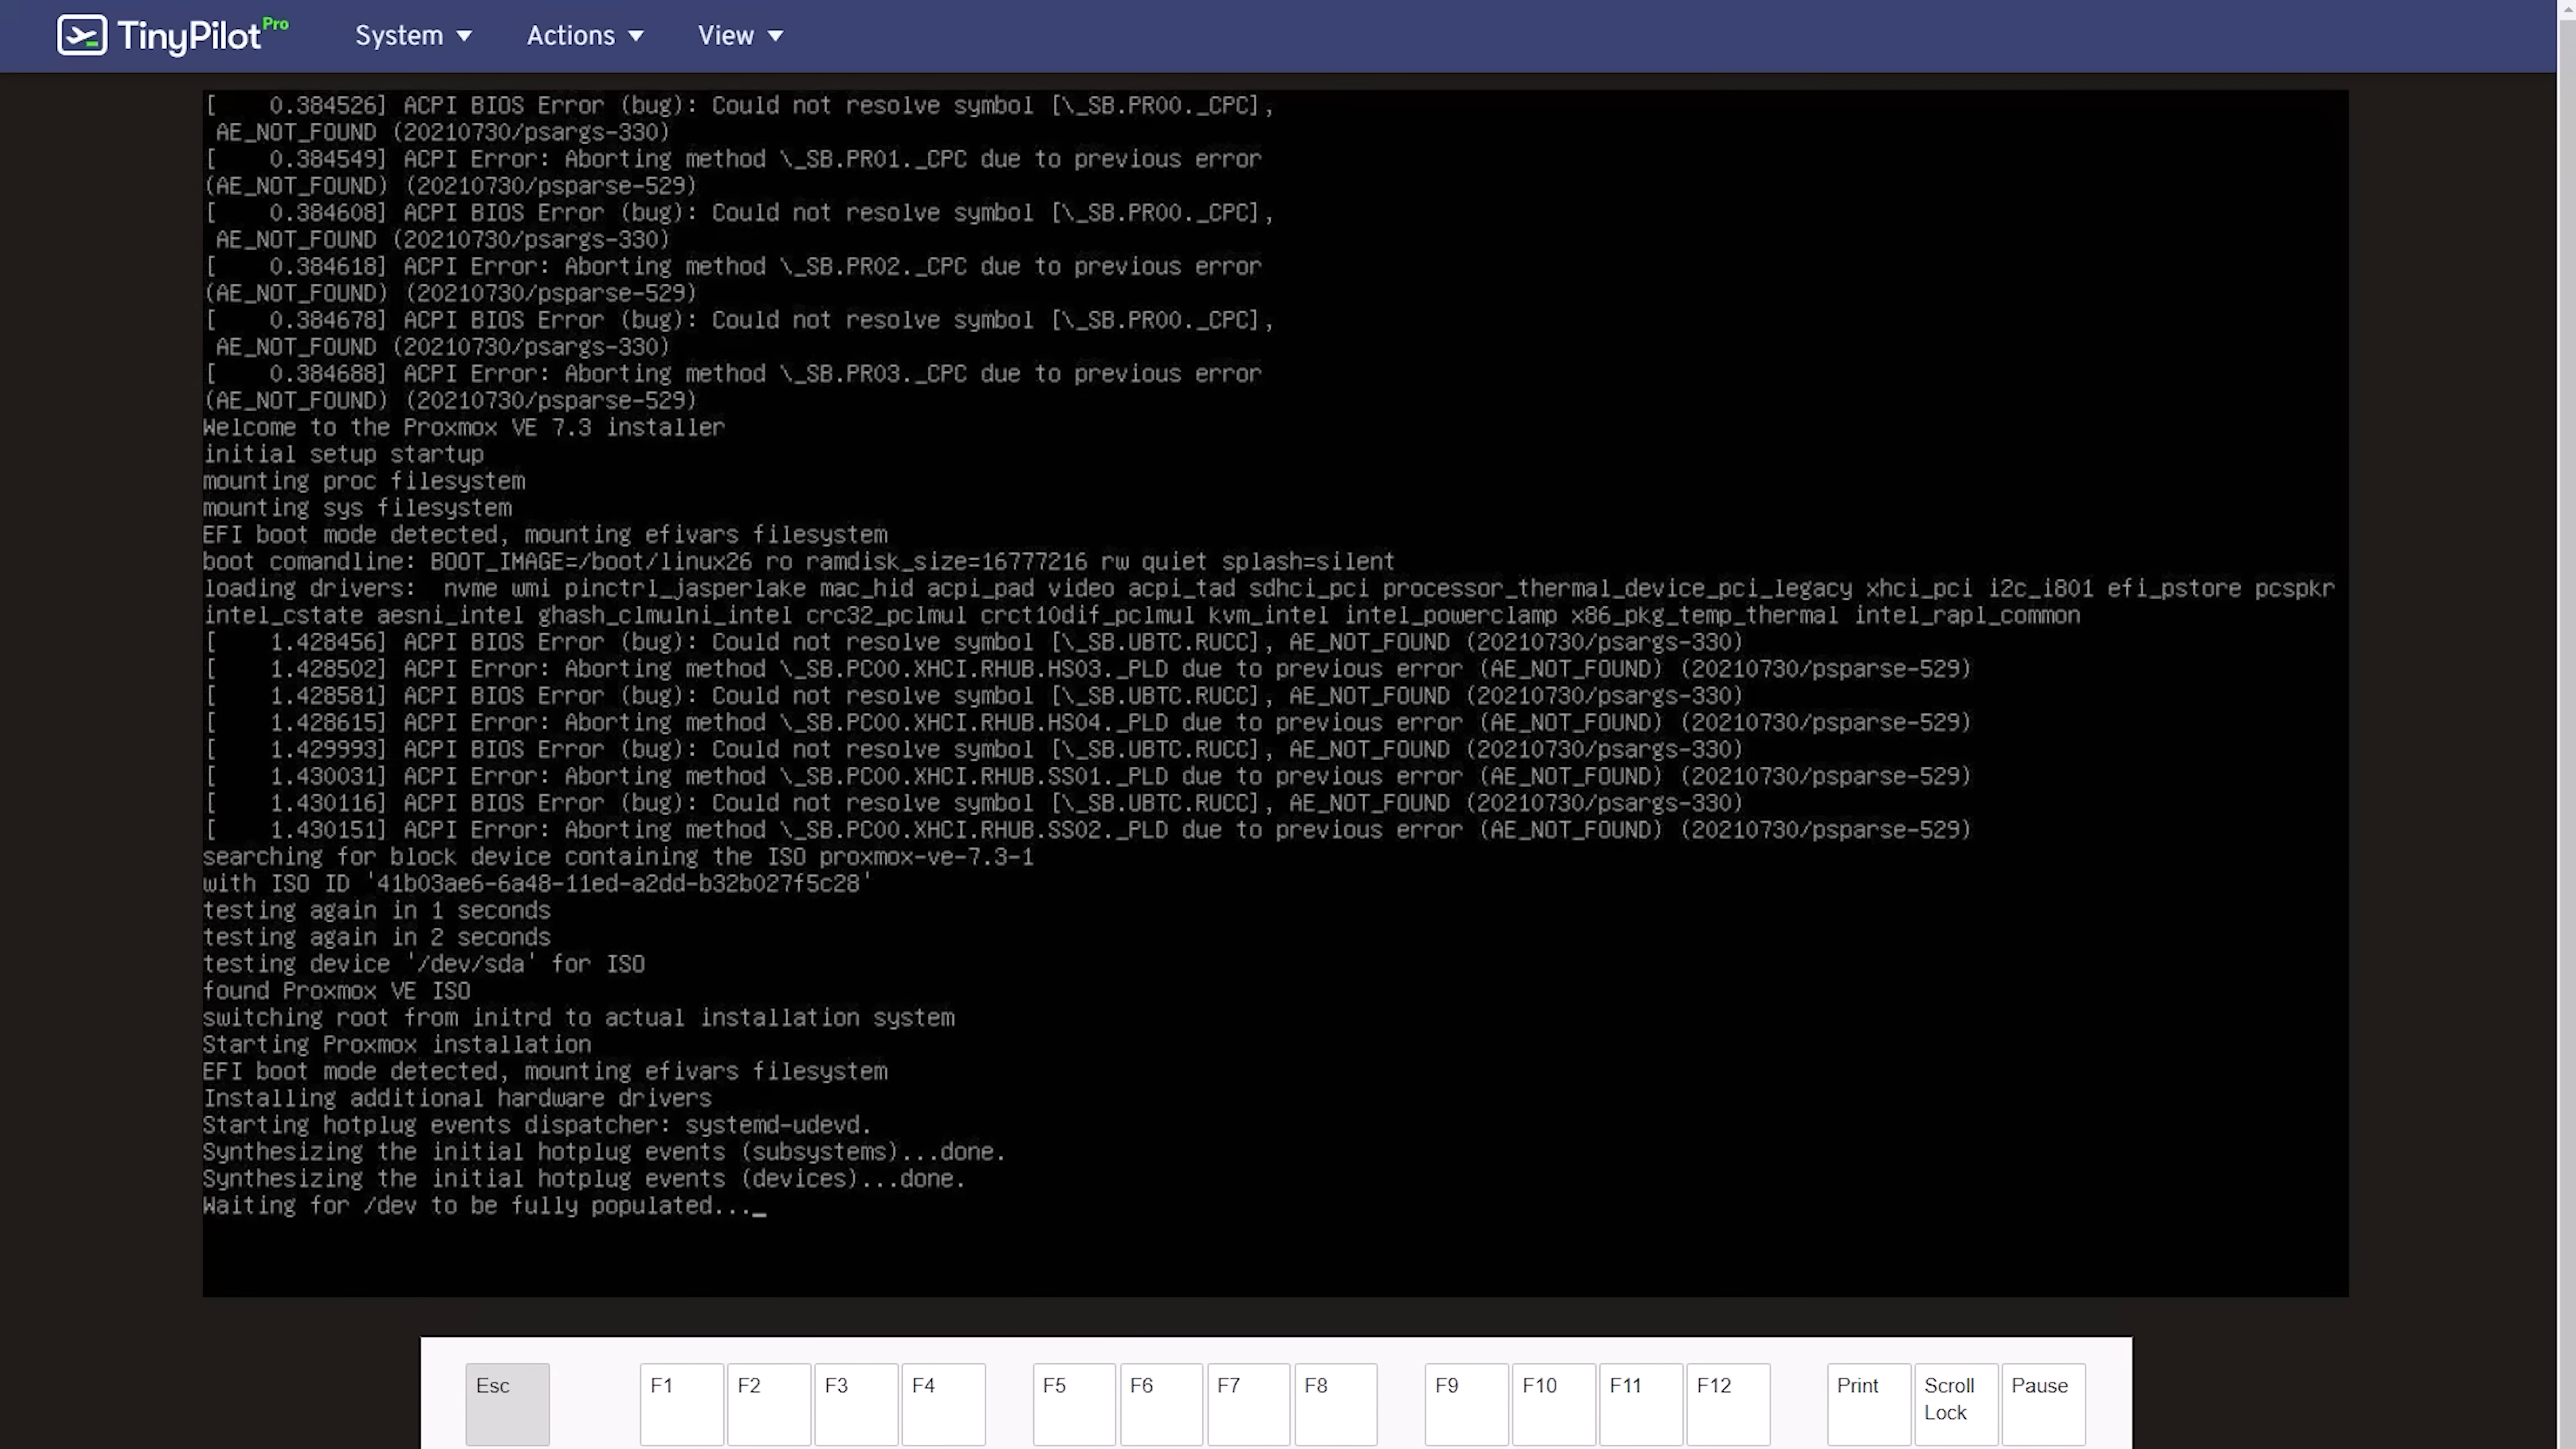 TinyPilot Pro
System Actions View
[    0.384526] ACPI BIOS Error (bug): Could not resolve symbol [\_SB.PR00._CPC],
AE_NOT_FOUND (20210730/psargs-330)
[    0.384549] ACPI Error: Aborting method \_SB.PR01._CPC due to previous error
(AE_NOT_FOUND) (20210730/psparse-529)
[    0.384608] ACPI BIOS Error (bug): Could not resolve symbol [\_SB.PR00._CPC],
AE_NOT_FOUND (20210730/psargs-330)
[    0.384618] ACPI Error: Aborting method \_SB.PR02._CPC due to previous error
(AE_NOT_FOUND) (20210730/psparse-529)
[    0.384678] ACPI BIOS Error (bug): Could not resolve symbol [\_SB.PR00._CPC],
AE_NOT_FOUND (20210730/psargs-330)
[    0.384688] ACPI Error: Aborting method \_SB.PR03._CPC due to previous error
(AE_NOT_FOUND) (20210730/psparse-529)
Welcome to the Proxmox VE 7.3 installer
initial setup startup
mounting proc filesystem
mounting sys filesystem
EFI boot mode detected, mounting efivars filesystem
boot comandline: BOOT_IMAGE=/boot/linux26 ro ramdisk_size=16777216 rw quiet splash=silent
loading drivers:  nvme wmi pinctrl_jasperlake mac_hid acpi_pad video acpi_tad sdhci_pci processor_thermal_device_pci_legacy xhci_pci i2c_i801 efi_pstore pcspkr
intel_cstate aesni_intel ghash_clmulni_intel crc32_pclmul crct10dif_pclmul kvm_intel intel_powerclamp x86_pkg_temp_thermal intel_rapl_common
[    1.428456] ACPI BIOS Error (bug): Could not resolve symbol [\_SB.UBTC.RUCC], AE_NOT_FOUND (20210730/psargs-330)
[    1.428502] ACPI Error: Aborting method \_SB.PC00.XHCI.RHUB.HS03._PLD due to previous error (AE_NOT_FOUND) (20210730/psparse-529)
[    1.428581] ACPI BIOS Error (bug): Could not resolve symbol [\_SB.UBTC.RUCC], AE_NOT_FOUND (20210730/psargs-330)
[    1.428615] ACPI Error: Aborting method \_SB.PC00.XHCI.RHUB.HS04._PLD due to previous error (AE_NOT_FOUND) (20210730/psparse-529)
[    1.429993] ACPI BIOS Error (bug): Could not resolve symbol [\_SB.UBTC.RUCC], AE_NOT_FOUND (20210730/psargs-330)
[    1.430031] ACPI Error: Aborting method \_SB.PC00.XHCI.RHUB.SS01._PLD due to previous error (AE_NOT_FOUND) (20210730/psparse-529)
[    1.430116] ACPI BIOS Error (bug): Could not resolve symbol [\_SB.UBTC.RUCC], AE_NOT_FOUND (20210730/psargs-330)
[    1.430151] ACPI Error: Aborting method \_SB.PC00.XHCI.RHUB.SS02._PLD due to previous error (AE_NOT_FOUND) (20210730/psparse-529)
searching for block device containing the ISO proxmox-ve-7.3-1
with ISO ID '41b03ae6-6a48-11ed-a2dd-b32b027f5c28'
testing again in 1 seconds
testing again in 2 seconds
testing device '/dev/sda' for ISO
found Proxmox VE ISO
switching root from initrd to actual installation system
Starting Proxmox installation
EFI boot mode detected, mounting efivars filesystem
Installing additional hardware drivers
Starting hotplug events dispatcher: systemd-udevd.
Synthesizing the initial hotplug events (subsystems)...done.
Synthesizing the initial hotplug events (devices)...done.
Waiting for /dev to be fully populated..._
Esc F1 F2 F3 F4 F5 F6 F7 F8 F9 F10 F11 F12 Print Scroll Lock Pause